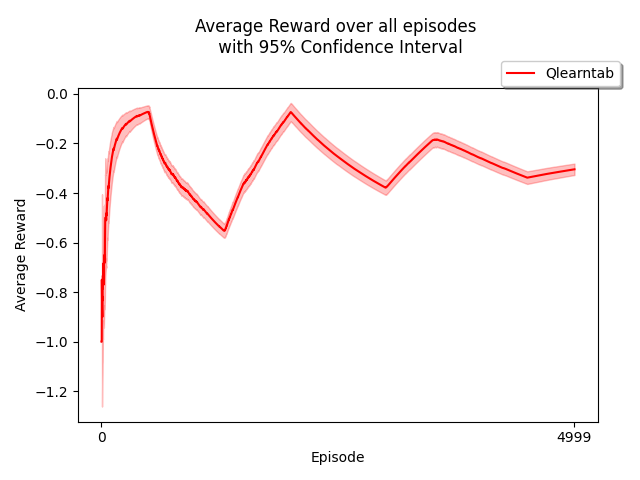 Average Reward over all episodes
with 95% Confidence Interval
Qlearntab
0.0
−0.2
−0.4
−0.6
−0.8
−1.0
−1.2
Average Reward
0
4999
Episode